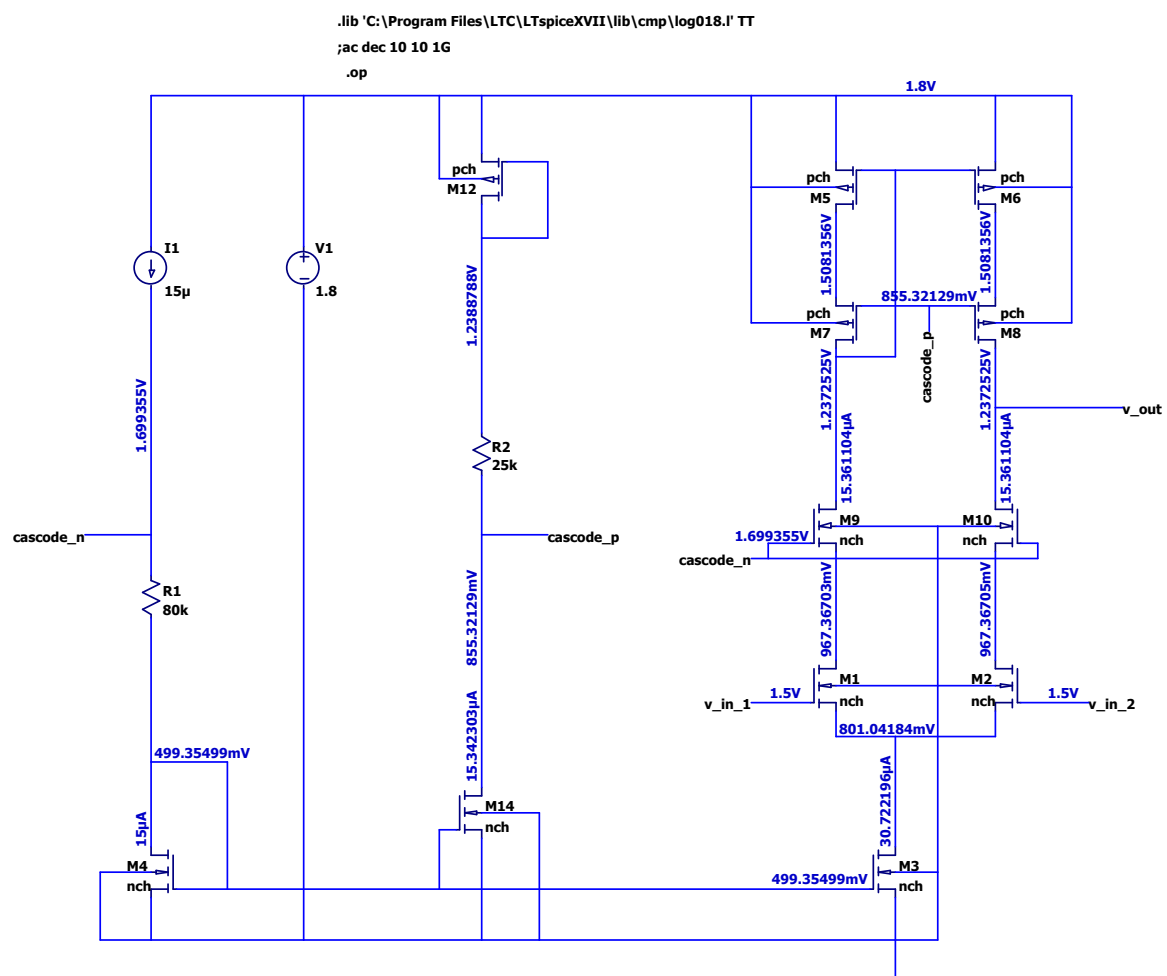 .lib 'C:\Program Files\LTC\LTspiceXVII\lib\cmp\log018.l' TT
;ac dec 10 10 1G
.op
1.8V
pch
M12
pch
M5
pch
M6
I1
15µ
V1
1.8
1.699355V
1.2388788V
1.5081356V
1.5081356V
855.32129mV
pch
M7
pch
M8
cascode_p
1.2372525V
1.2372525V
v_out
R2
25k
15.361104µA
15.361104µA
cascode_n
cascode_p
M9
nch
M10
nch
1.699355V
cascode_n
R1
80k
855.32129mV
967.36703mV
967.36705mV
M1
nch
M2
nch
v_in_1
1.5V
1.5V
v_in_2
801.04184mV
499.35499mV
15.342303µA
30.722196µA
M14
nch
15µA
M4
nch
499.35499mV
M3
nch